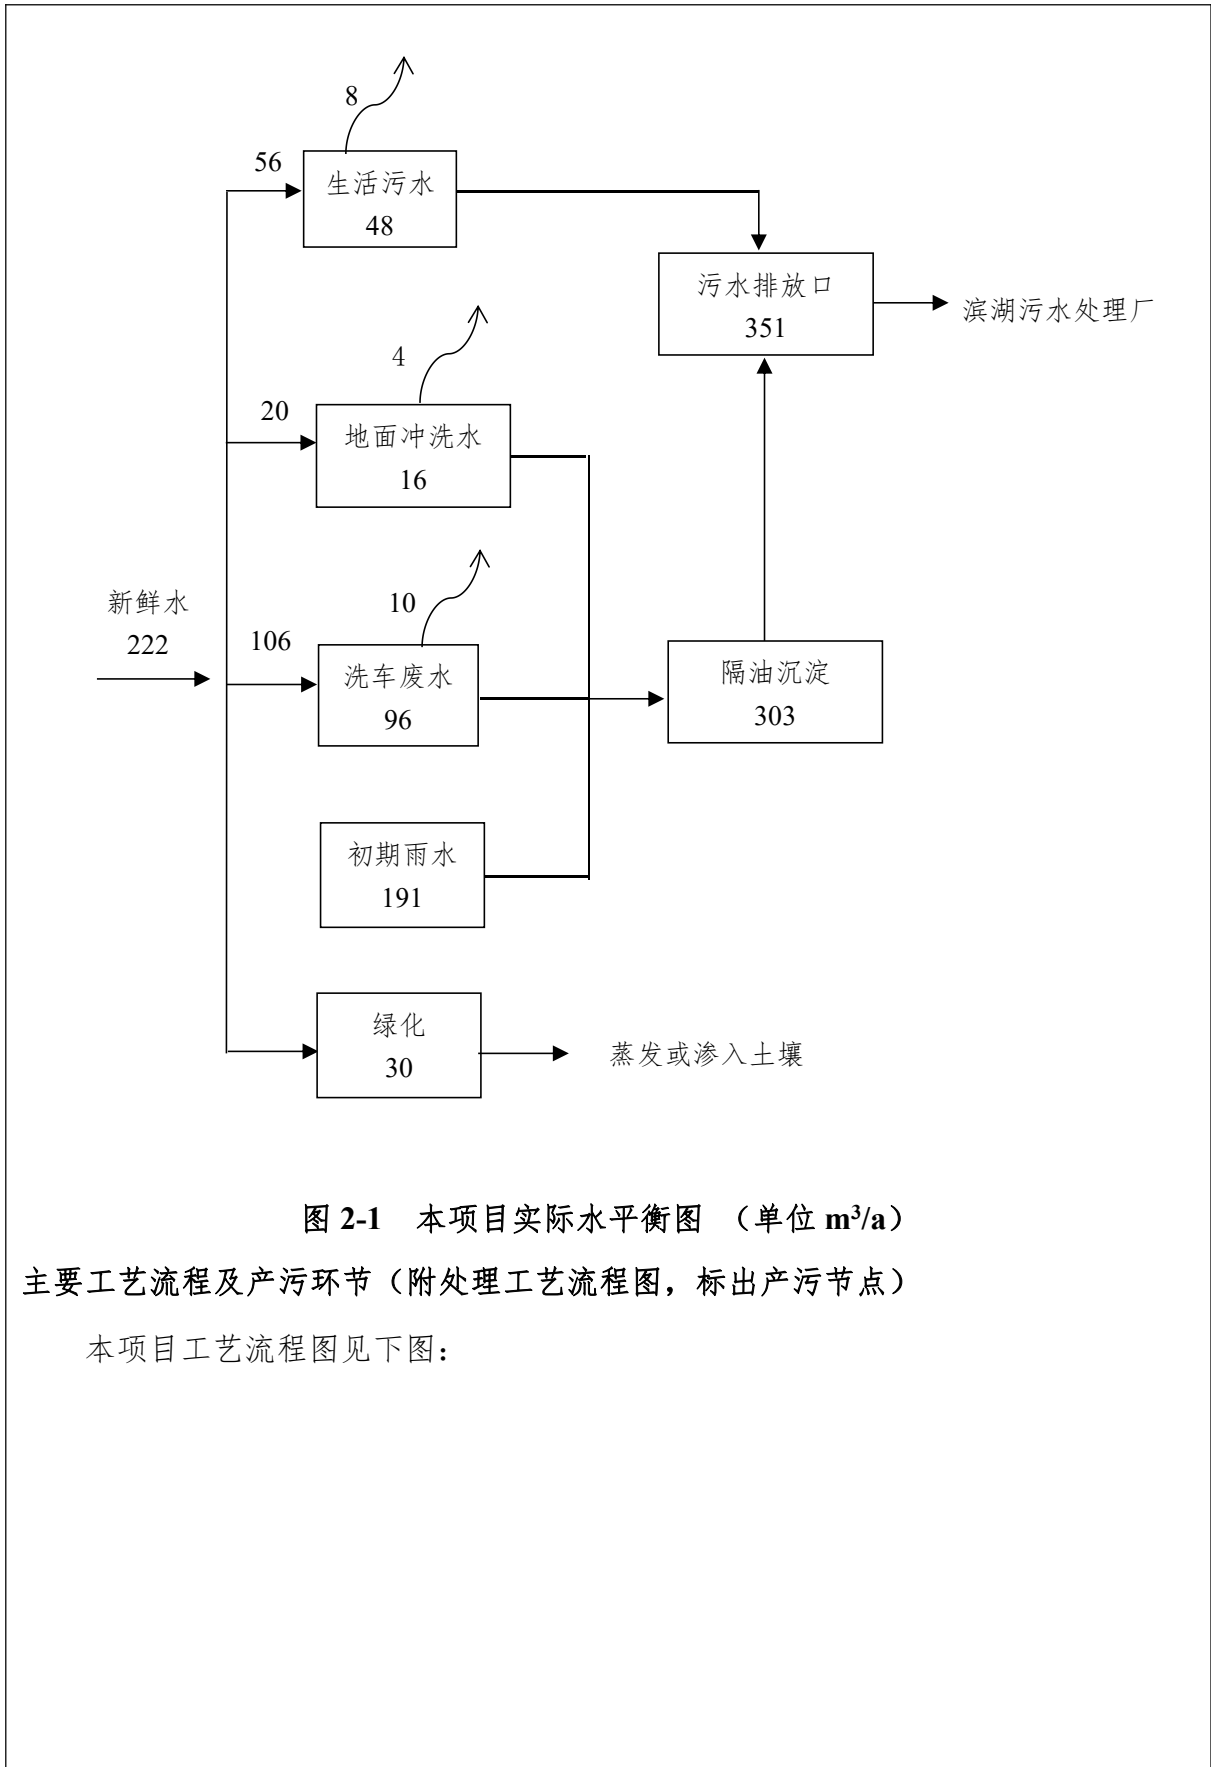 8
56
生活污水
48
污水排放口
351
滨湖污水处理厂
4
20
地面冲洗水
16
10
新鲜水
222
106
洗车废水
96
隔油沉淀
303
初期雨水
191
绿化
30
蒸发或渗入土壤
图 2-1 本项目实际水平衡图 （单位 m³/a）
主要工艺流程及产污环节（附处理工艺流程图，标出产污节点）
本项目工艺流程图见下图：